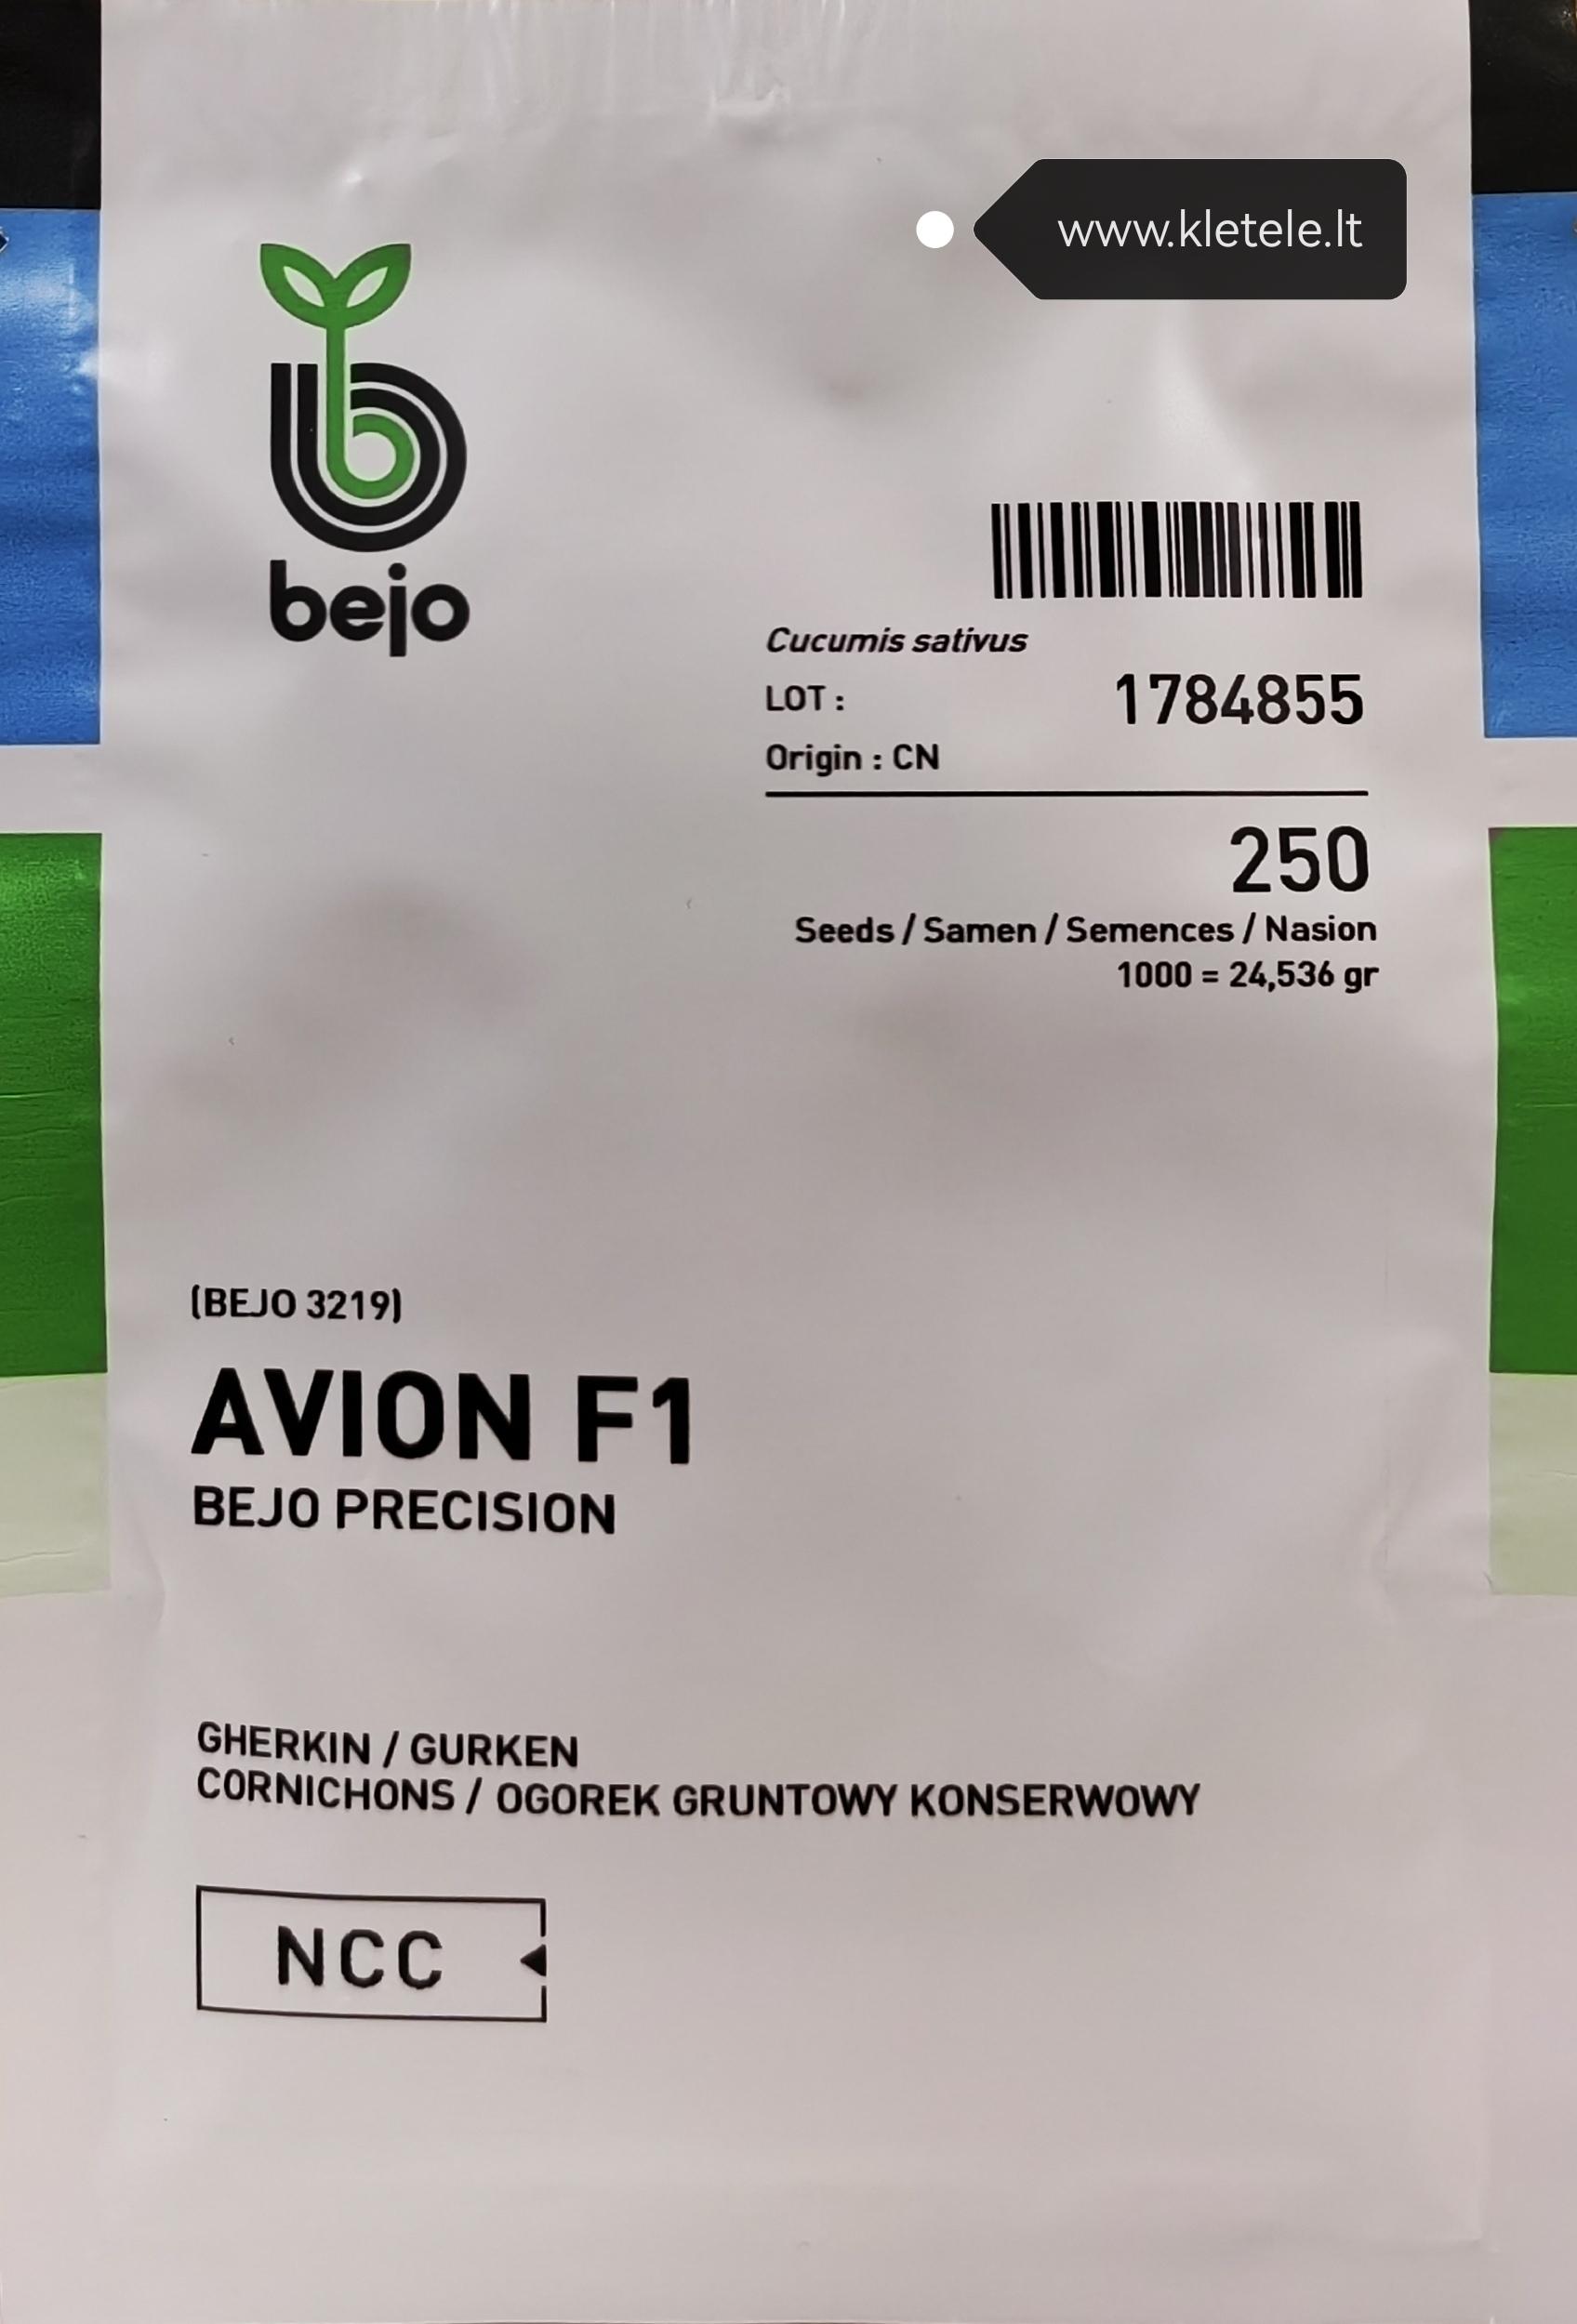 www.kletele.lt
bejo
Cucumis sativus
LOT : 1784855
Origin : CN
250
Seeds / Samen / Semences / Nasion
1000 = 24,536 gr
(BEJO 3219)
AVION F1
BEJO PRECISION
GHERKIN / GURKEN
CORNICHONS / OGOREK GRUNTOWY KONSERWOWY
NCC